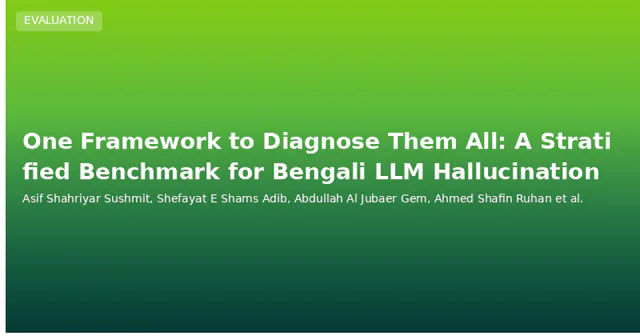 EVALUATION
One Framework to Diagnose Them All: A Strati
fied Benchmark for Bengali LLM Hallucination
Asif Shahriyar Sushmit, Shefayat E Shams Adib, Abdullah Al Jubaer Gem, Ahmed Shafin Ruhan et al.